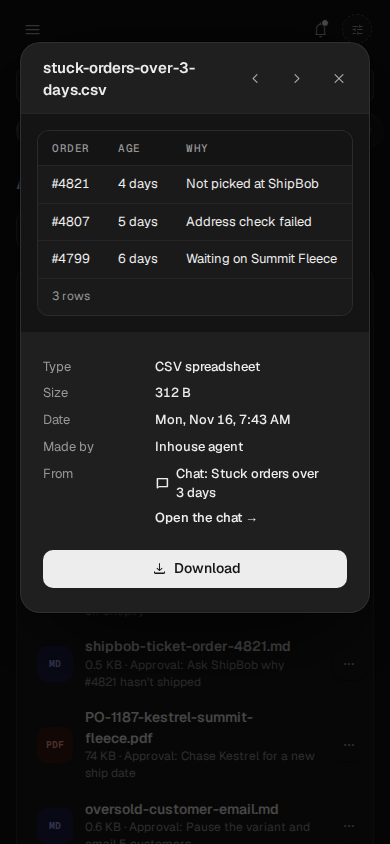 stuck-orders-over-3-
days.csv
ORDER AGE WHY
#4821 4 days Not picked at ShipBob
#4807 5 days Address check failed
#4799 6 days Waiting on Summit Fleece
3 rows
Type CSV spreadsheet
Size 312 B
Date Mon, Nov 16, 7:43 AM
Made by Inhouse agent
From Chat: Stuck orders over
3 days
Open the chat →
Download
shipbob-ticket-order-4821.md
MD
0.5 KB · Approval: Ask ShipBob why
#4821 hasn't shipped
PO-1187-kestrel-summit-
fleece.pdf
PDF
74 KB · Approval: Chase Kestrel for a new
ship date
oversold-customer-email.md
MD
0.6 KB · Approval: Pause the variant and
email 5 customers